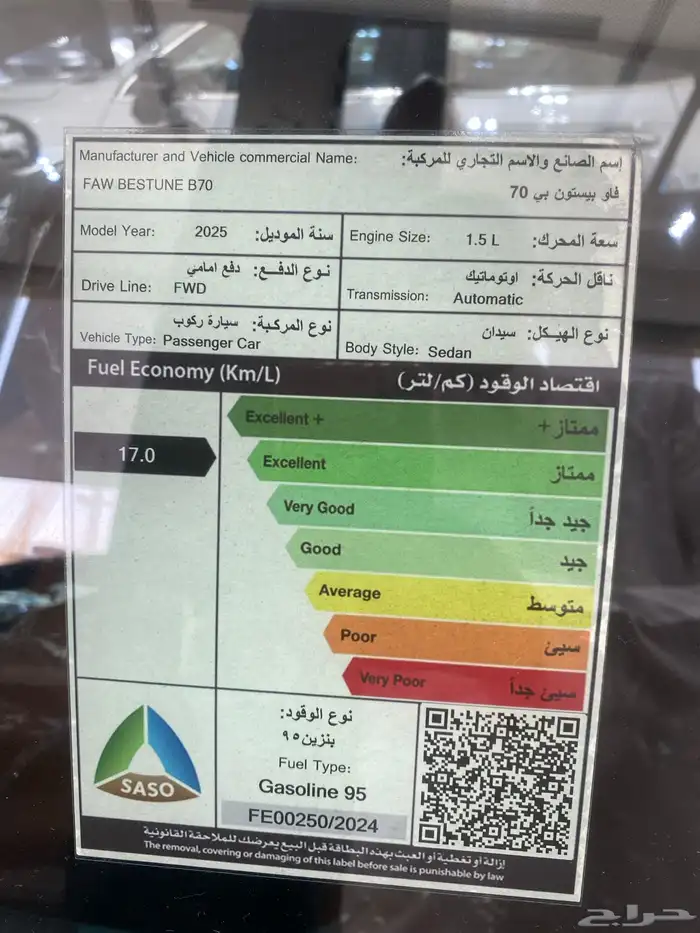 Manufacturer and Vehicle commercial Name: إسم الصانع والاسم التجاري للمركبة:
FAW BESTUNE B70 فاو بيستون بي 70
Model Year: 2025 سنة الموديل:
Engine Size: 1.5 L سعة المحرك:
نوع الدفع: دفع امامي
Drive Line: FWD
ناقل الحركة: اوتوماتيك
Transmission: Automatic
نوع المركبة: سيارة ركوب
Vehicle Type: Passenger Car
نوع الهيكل: سيدان
Body Style: Sedan
Fuel Economy (Km/L) اقتصاد الوقود (كم/لتر)
Excellent + ممتاز+
17.0
Excellent ممتاز
Very Good جيد جداً
Good جيد
Average متوسط
Poor سيئ
Very Poor سيئ جداً
SASO
نوع الوقود:
بنزين ٩٥
Fuel Type:
Gasoline 95
FE00250/2024
إزالة أو تغطية أو العبث بهذه البطاقة قبل البيع يعرضك للملاحقة القانونية
The removal, covering or damaging of this label before sale is punishable by law
حراج